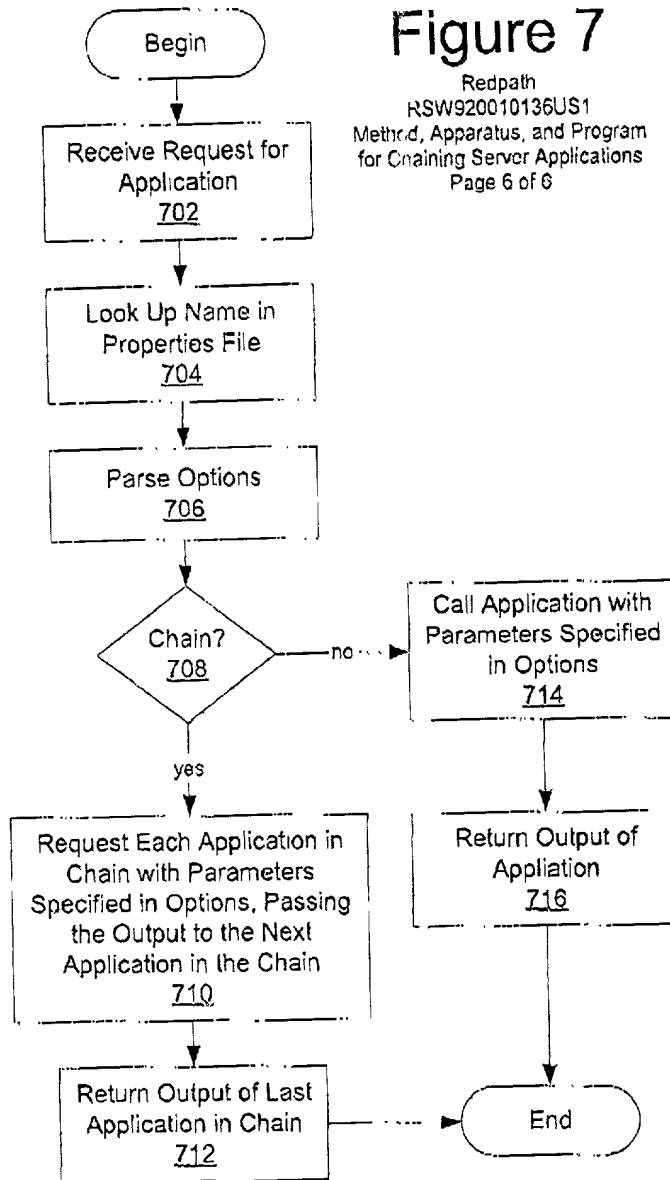 Figure 7
Redpath
RSW920010136US1
Method, Apparatus, and Program
for Chaining Server Applications
Page 6 of 6
Begin
Receive Request for
Application
702
Look Up Name in
Properties File
704
Parse Options
706
Chain?
708
no
Call Application with
Parameters Specified
in Options
714
Return Output of
Appliation
716
yes
Request Each Application in
Chain with Parameters
Specified in Options, Passing
the Output to the Next
Application in the Chain
710
Return Output of Last
Application in Chain
712
End